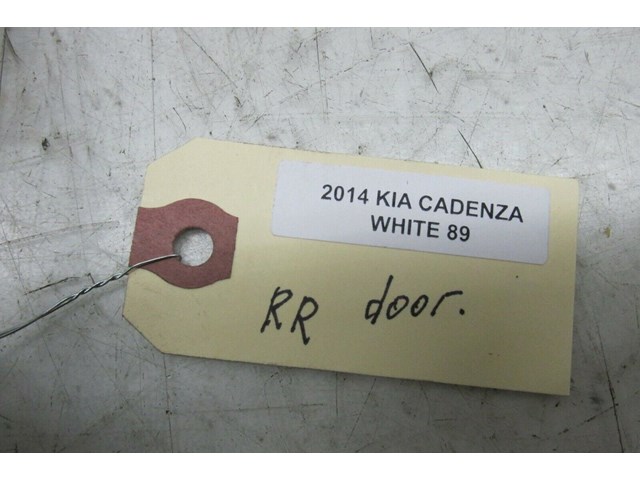 2014 KIA CADENZA
WHITE 89
RR door.